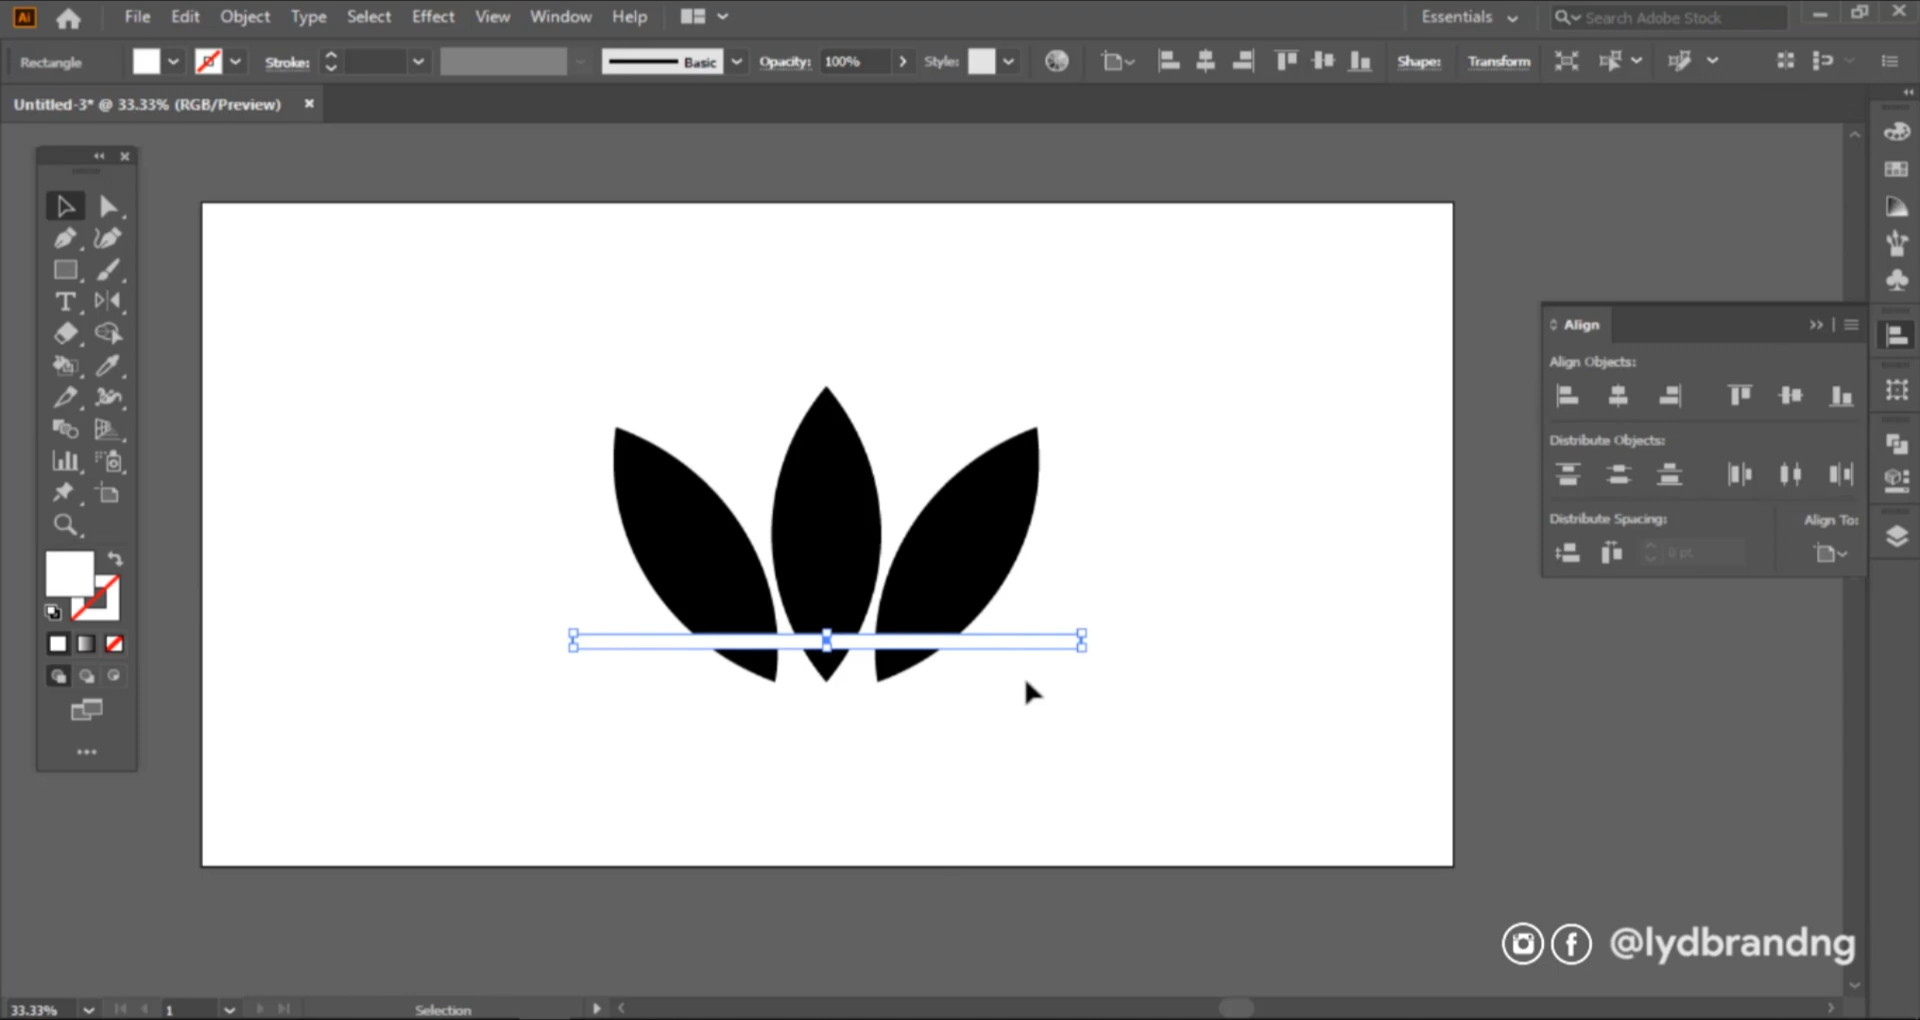 Ai File Edit Object Type Select Effect View Window Help Essentials Search Adobe Stock
Rectangle Stroke: Basic Opacity: 100% Style: Shape: Transform
Untitled-3* @ 33.33% (RGB/Preview)
Align
Align Objects:
Distribute Objects:
Distribute Spacing: Align To:
0 pt
@lydbrandng
33.33% 1 Selection